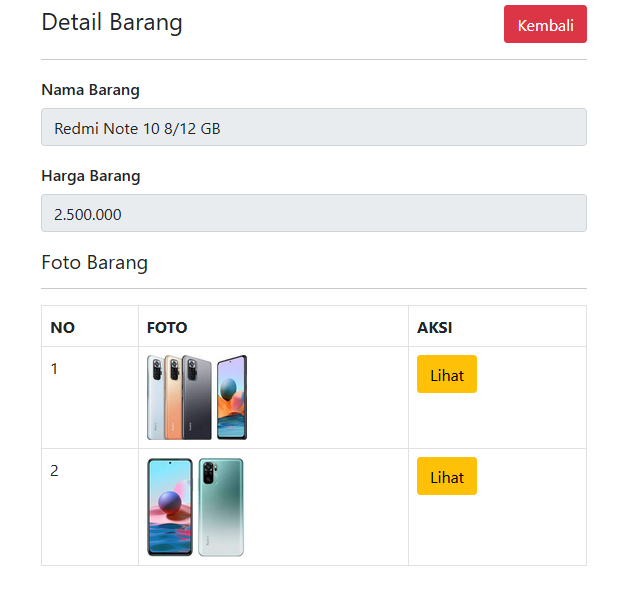 Detail Barang
Kembali
Nama Barang
Redmi Note 10 8/12 GB
Harga Barang
2.500.000
Foto Barang
NO FOTO AKSI
1 Lihat
2 Lihat